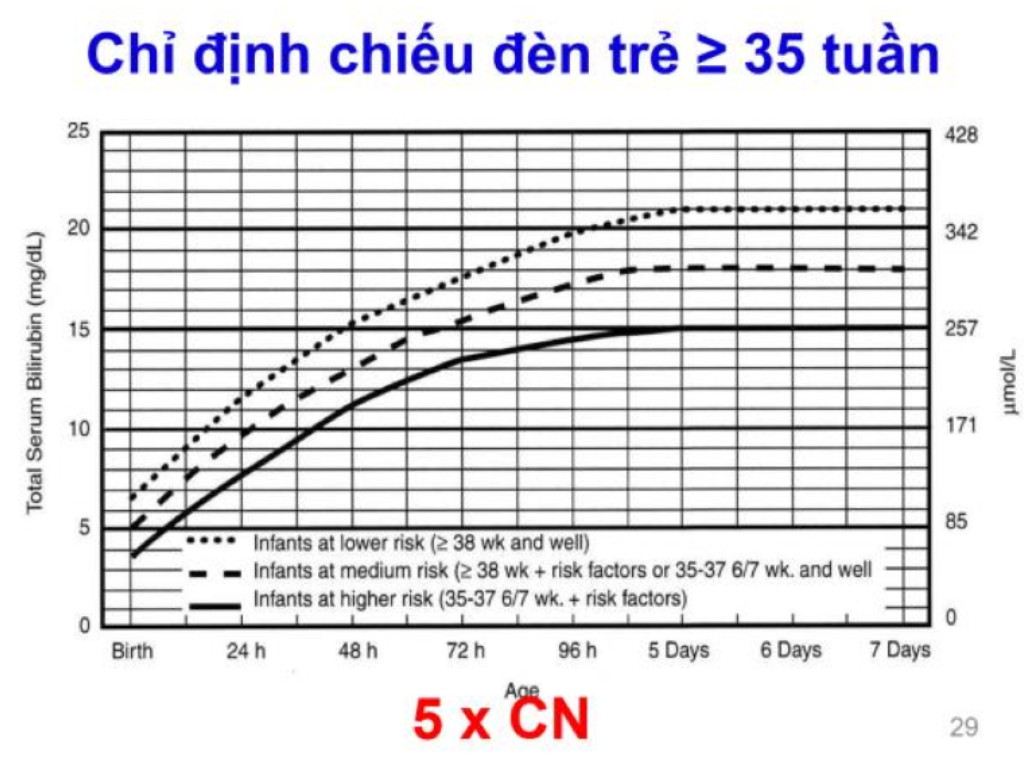 Chỉ định chiếu đèn trẻ ≥ 35 tuần
25
20
15
10
5
0
Total Serum Bilirubin (mg/dL)
428
342
257
171
85
0
µmol/L
Infants at lower risk (≥ 38 wk and well)
Infants at medium risk (≥ 38 wk + risk factors or 35-37 6/7 wk. and well
Infants at higher risk (35-37 6/7 wk. + risk factors)
Birth 24 h 48 h 72 h 96 h 5 Days 6 Days 7 Days
Age
5 x CN
29